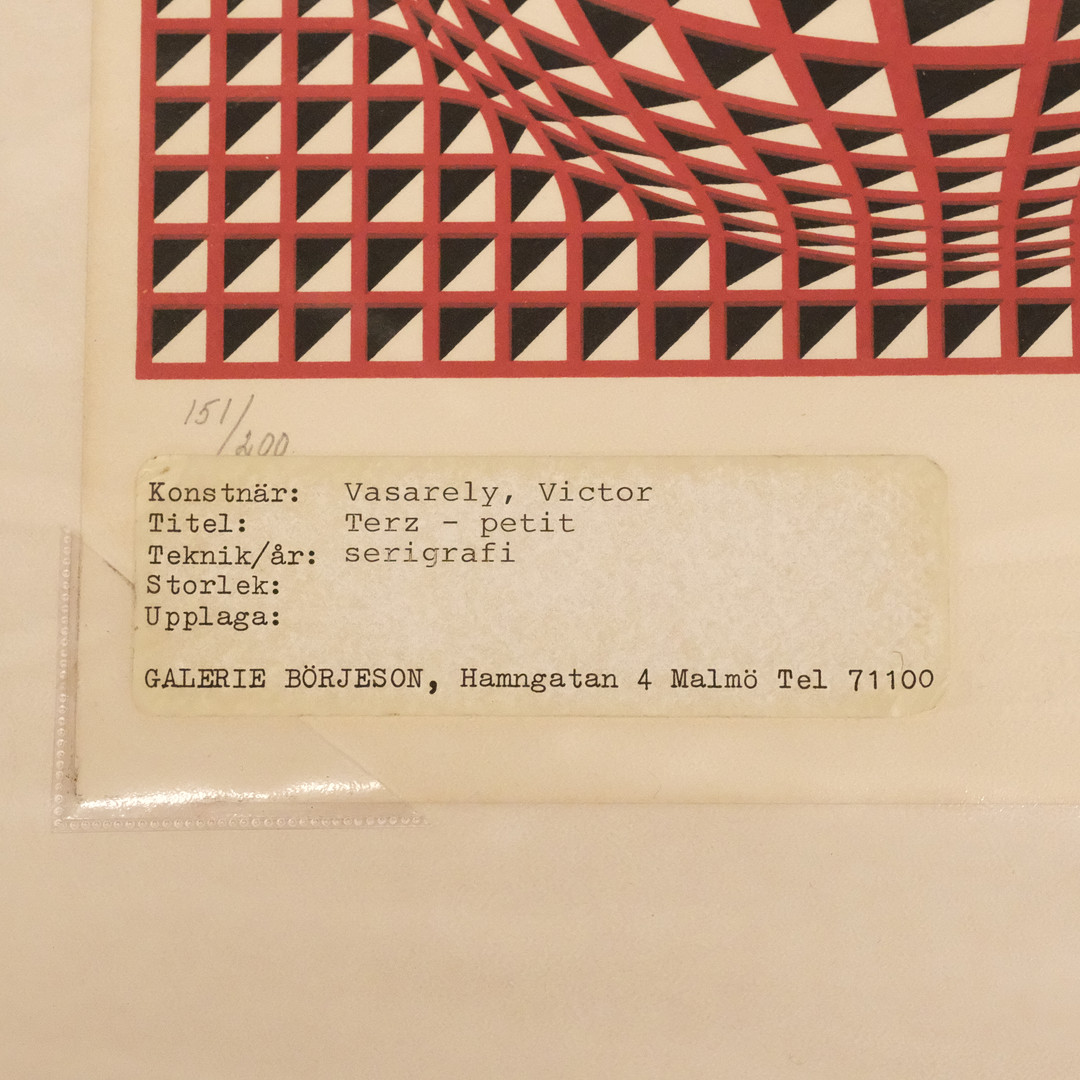 151/200
Konstnär: Vasarely, Victor
Titel: Terz - petit
Teknik/år: serigrafi
Storlek:
Upplaga:
GALERIE BÖRJESON, Hamngatan 4 Malmö Tel 71100